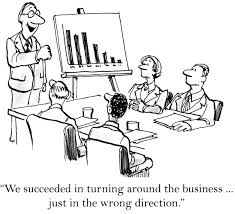 “We succeeded in turning around the business ...
just in the wrong direction.”